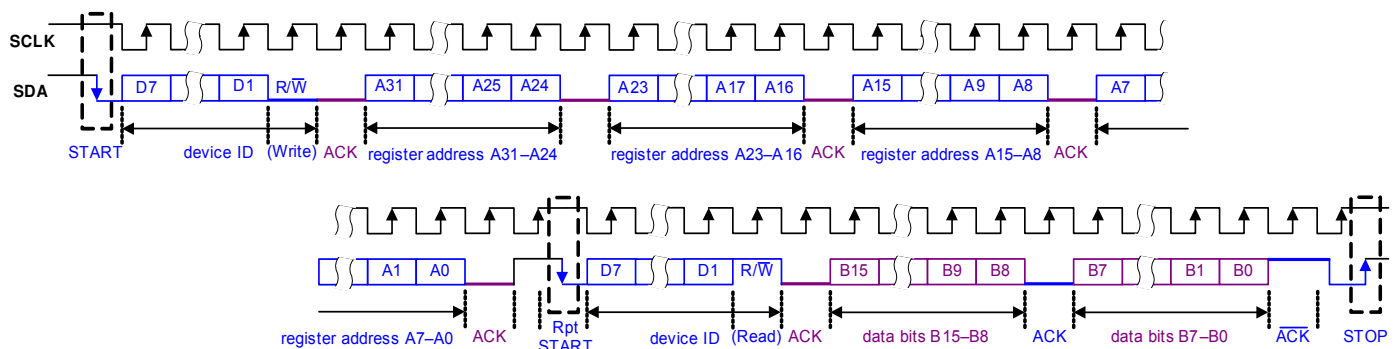 SCLK
SDA
D7 D1 R/W̅ A31 A25 A24 A23 A17 A16 A15 A9 A8 A7
START device ID (Write) ACK register address A31–A24 register address A23–A16 ACK register address A15–A8 ACK
A1 A0 D7 D1 R/W̅ B15 B9 B8 B7 B1 B0
register address A7–A0 ACK Rpt START device ID (Read) ACK data bits B15–B8 ACK data bits B7–B0 A̅C̅K̅ STOP